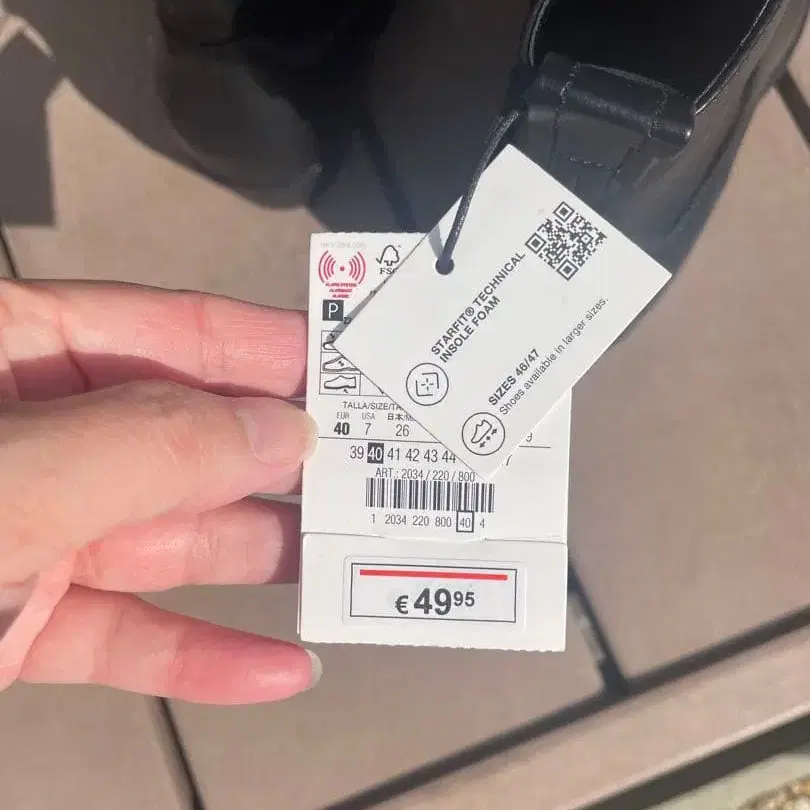 FSC
ALARM-SYSTEM
P
TALLA/SIZE/TA
EUR USA 日本/M
40 7 26
39 40 41 42 43 44
ART.: 2034 / 220 / 800
1 2034 220 800 40 4
€ 49 95
STARFIT® TECHNICAL
INSOLE FOAM
SIZES 46/47
Shoes available in larger sizes.